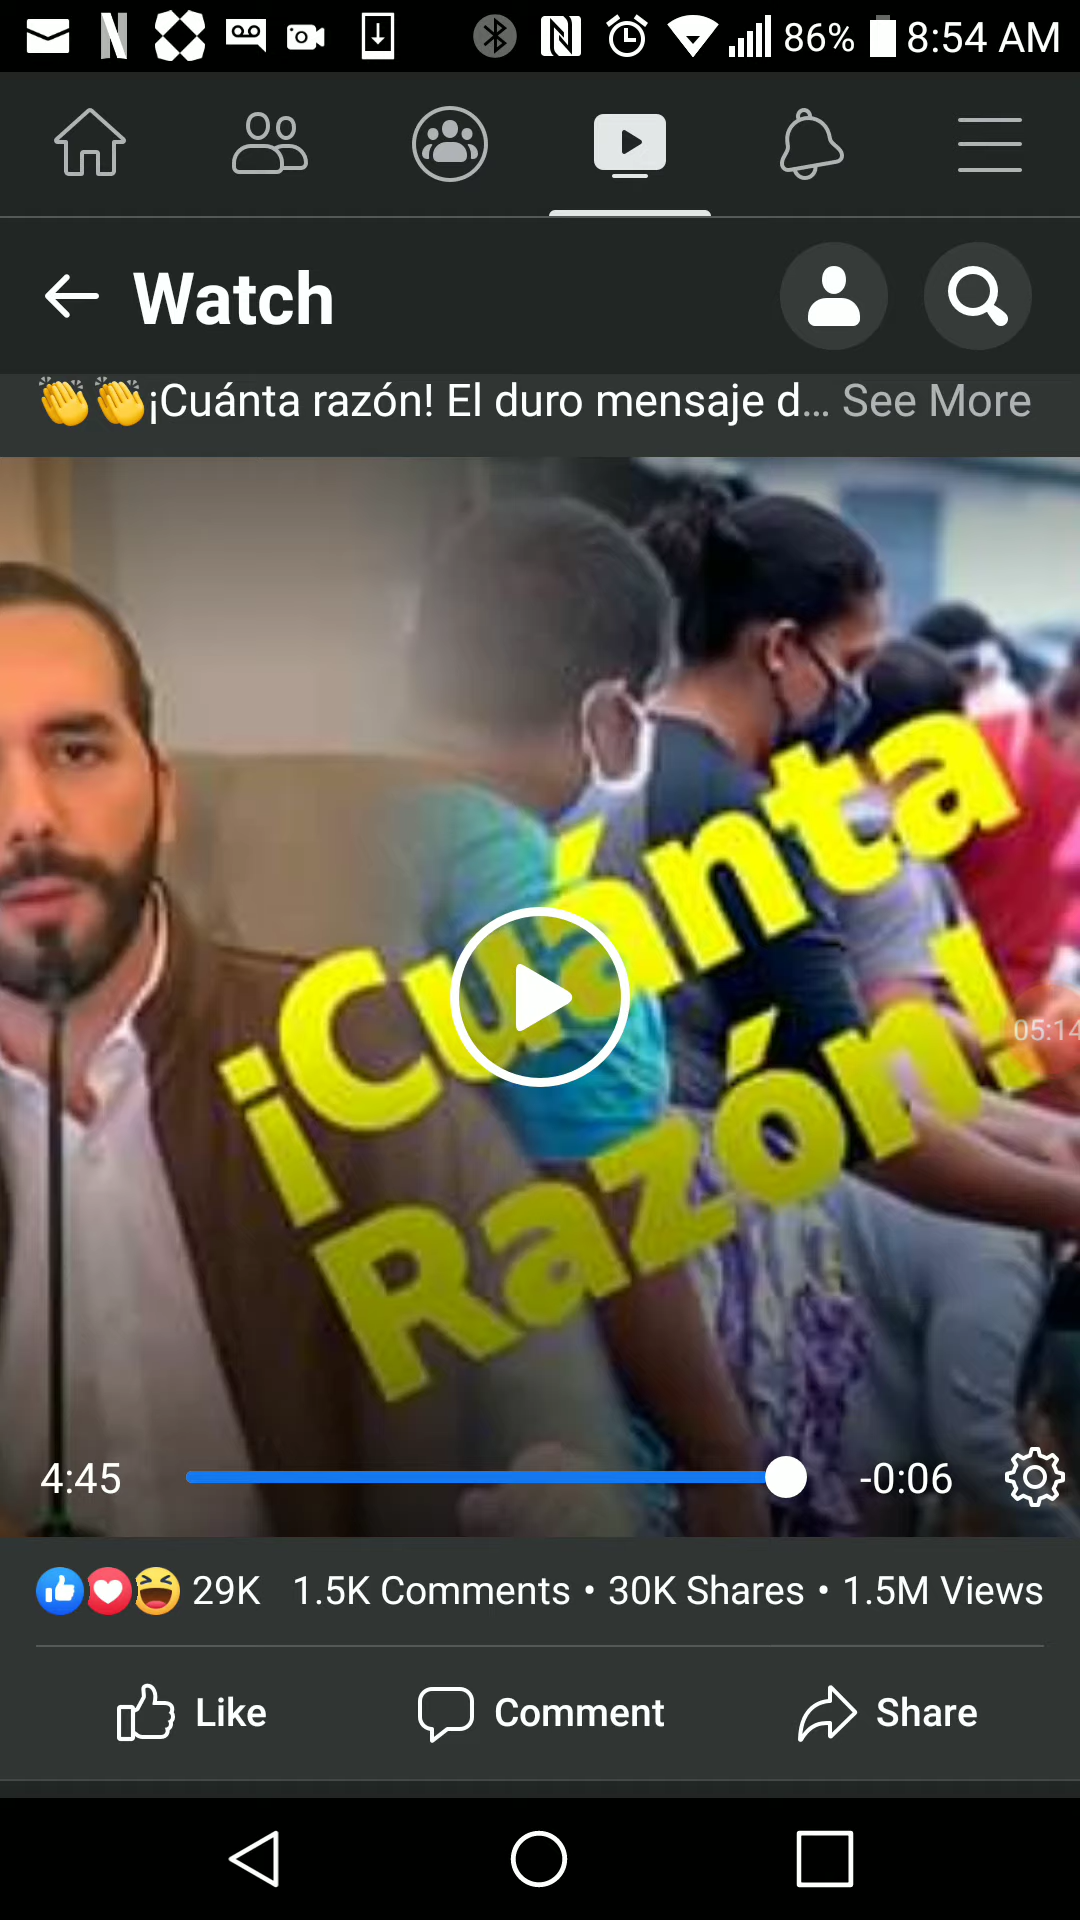 86% 8:54 AM
Watch
👏👏¡Cuánta razón! El duro mensaje d... See More
¡Cuánta
Razón!
05:14
4:45 -0:06
29K 1.5K Comments • 30K Shares • 1.5M Views
Like Comment Share